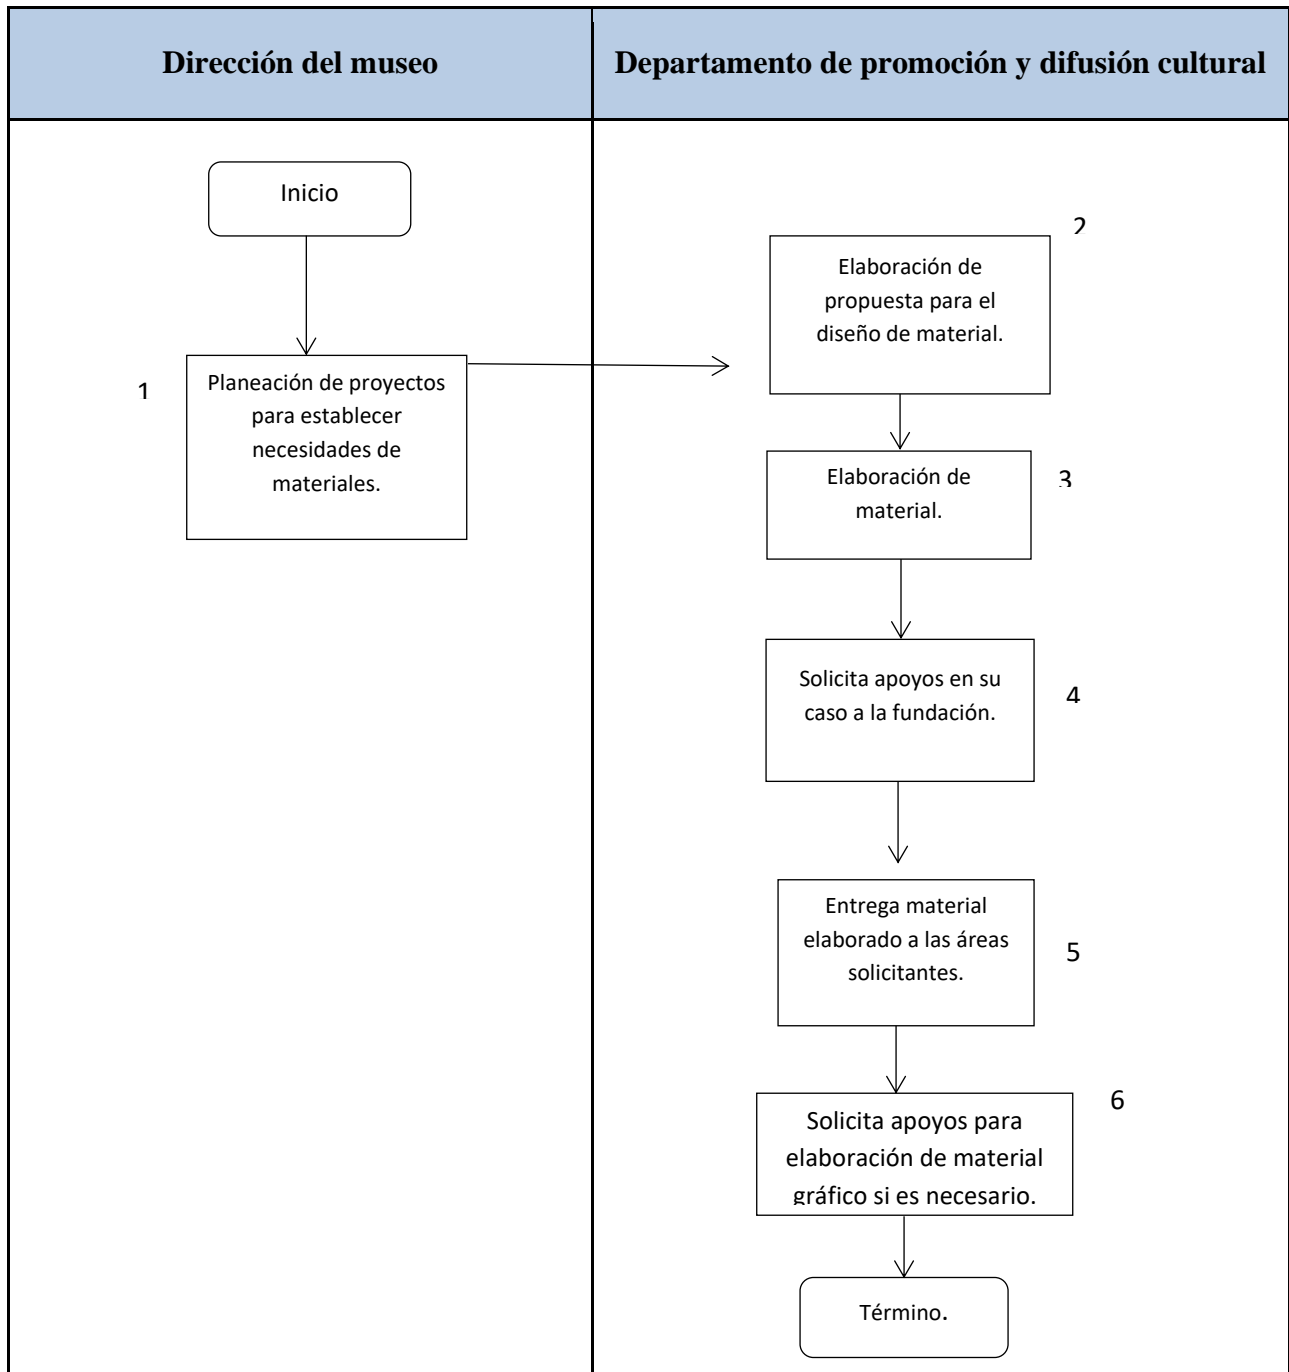 Dirección del museo
Departamento de promoción y difusión cultural
Inicio
1
Planeación de proyectos
para establecer
necesidades de
materiales.
2
Elaboración de
propuesta para el
diseño de material.
3
Elaboración de
material.
4
Solicita apoyos en su
caso a la fundación.
5
Entrega material
elaborado a las áreas
solicitantes.
6
Solicita apoyos para
elaboración de material
gráfico si es necesario.
Término.